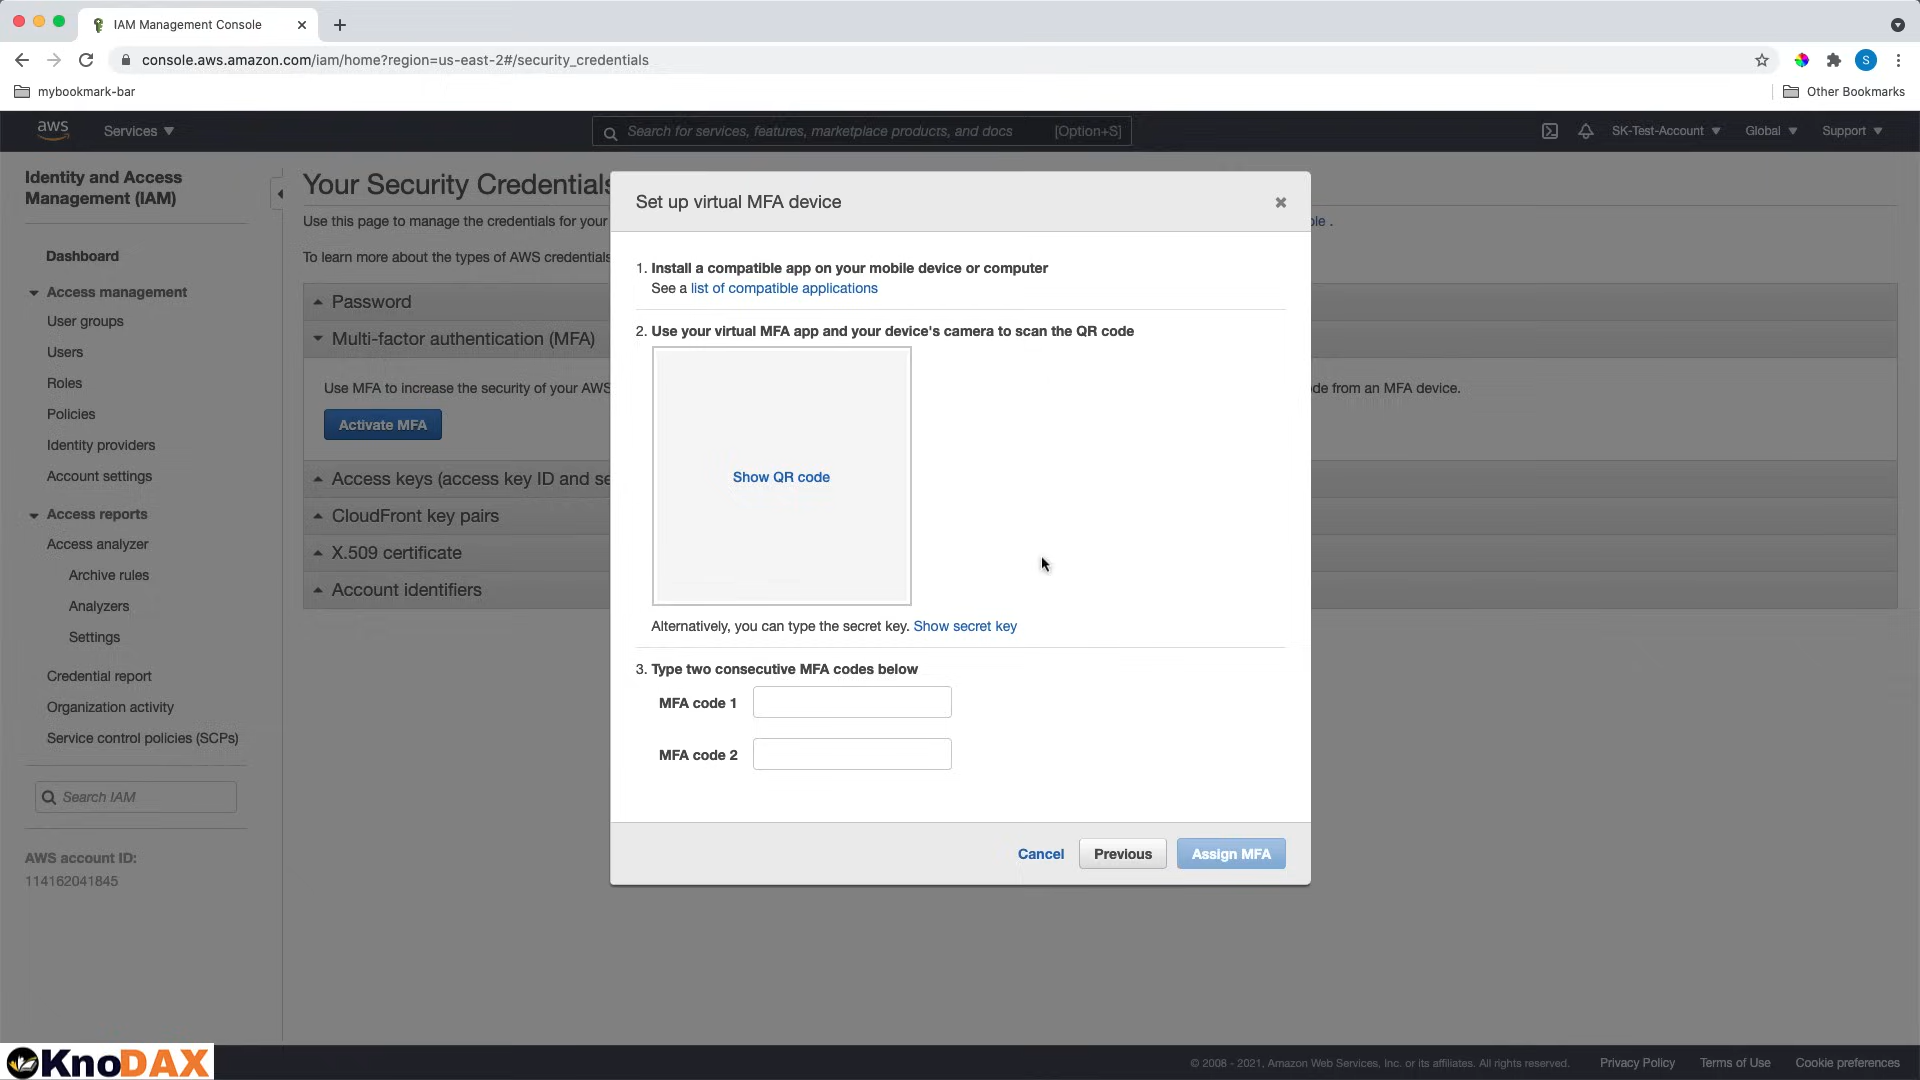 IAM Management Console
console.aws.amazon.com/iam/home?region=us-east-2#/security_credentials
S
mybookmark-bar
Other Bookmarks
aws
Services
Search for services, features, marketplace products, and docs
[Option+S]
SK-Test-Account
Global
Support
Identity and Access
Management (IAM)
Dashboard
Access management
User groups
Users
Roles
Policies
Identity providers
Account settings
Access reports
Access analyzer
Archive rules
Analyzers
Settings
Credential report
Organization activity
Service control policies (SCPs)
Search IAM
AWS account ID:
114162041845
Your Security Credentials
Use this page to manage the credentials for your
To learn more about the types of AWS credentials
Password
Multi-factor authentication (MFA)
Use MFA to increase the security of your AWS
from an MFA device.
Activate MFA
Access keys (access key ID and se
CloudFront key pairs
X.509 certificate
Account identifiers
Set up virtual MFA device
1. Install a compatible app on your mobile device or computer
See a list of compatible applications
2. Use your virtual MFA app and your device's camera to scan the QR code
Show QR code
Alternatively, you can type the secret key. Show secret key
3. Type two consecutive MFA codes below
MFA code 1
MFA code 2
Cancel
Previous
Assign MFA
KnoDAX
© 2008 - 2021, Amazon Web Services, Inc. or its affiliates. All rights reserved.
Privacy Policy
Terms of Use
Cookie preferences